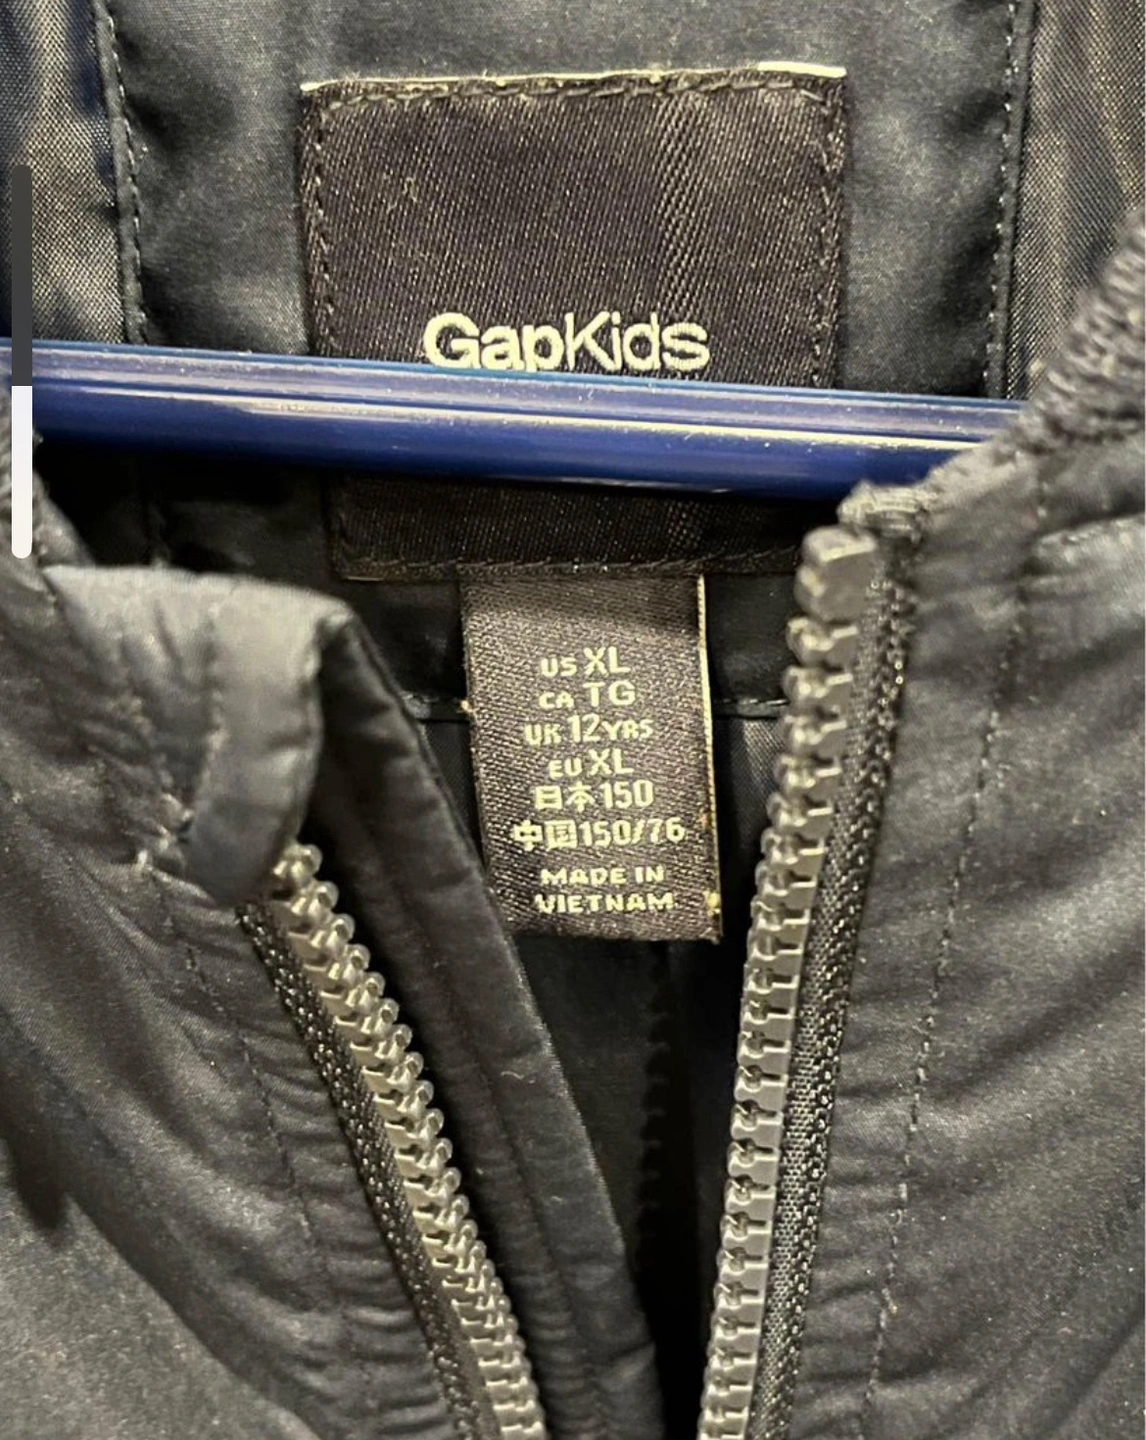 GapKids
US XL
CA TG
UK 12YRS
EU XL
日本150
中国150/76
MADE IN
VIETNAM